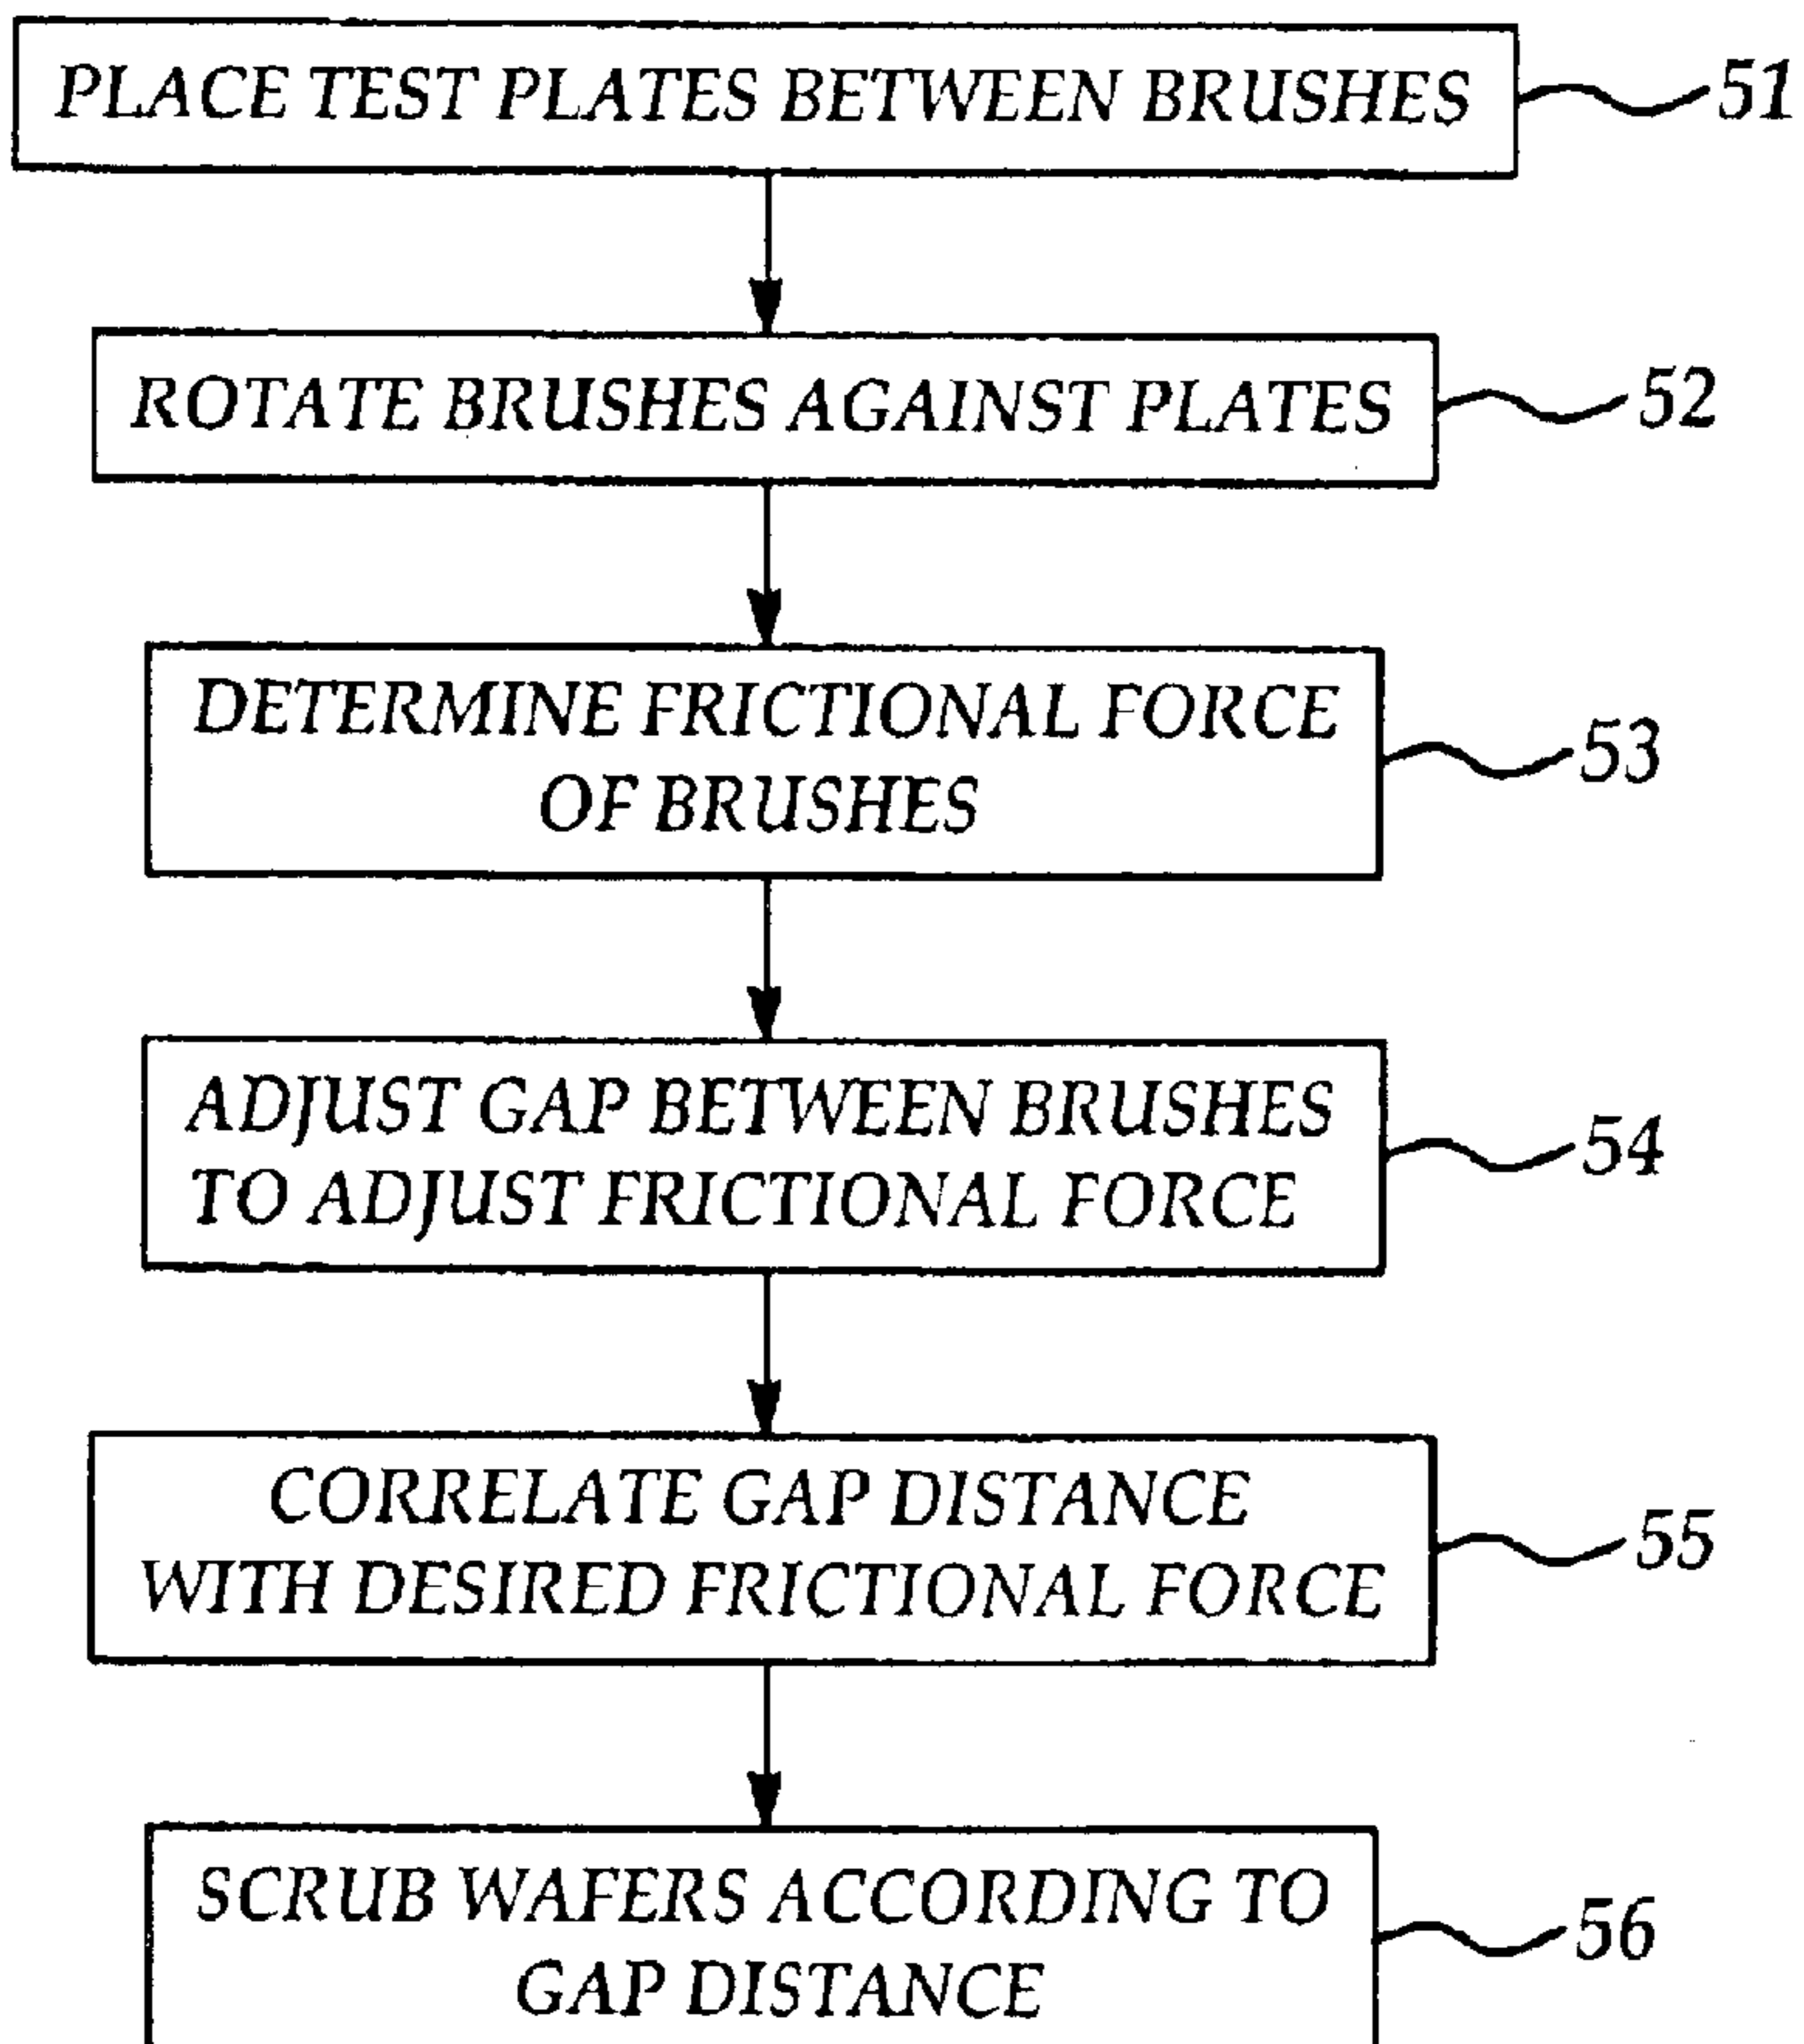 PLACE TEST PLATES BETWEEN BRUSHES
51
ROTATE BRUSHES AGAINST PLATES
52
DETERMINE FRICTIONAL FORCE
OF BRUSHES
53
ADJUST GAP BETWEEN BRUSHES
TO ADJUST FRICTIONAL FORCE
54
CORRELATE GAP DISTANCE
WITH DESIRED FRICTIONAL FORCE
55
SCRUB WAFERS ACCORDING TO
GAP DISTANCE
56